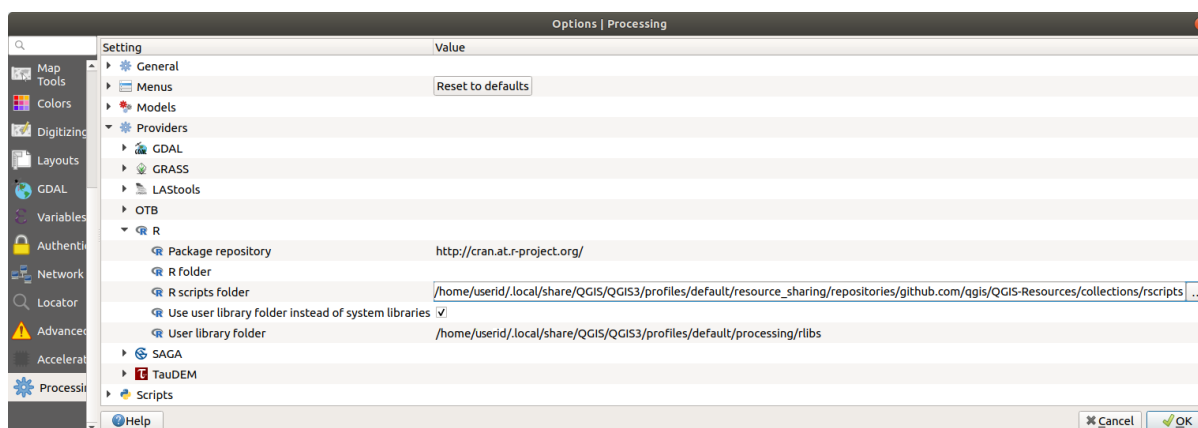 Options | Processing
Setting Value
Map Tools
Colors
Digitizing
Layouts
GDAL
Variables
Authenti
Network
Locator
Advanced
Accelerat
Processi
General
Menus Reset to defaults
Models
Providers
GDAL
GRASS
LAStools
OTB
R R
R Package repository http://cran.at.r-project.org/
R R folder
R R scripts folder /home/userid/.local/share/QGIS/QGIS3/profiles/default/resource_sharing/repositories/github.com/qgis/QGIS-Resources/collections/rscripts ...
R Use user library folder instead of system libraries
R User library folder /home/userid/.local/share/QGIS/QGIS3/profiles/default/processing/rlibs
SAGA
TauDEM
Scripts
Help Cancel OK